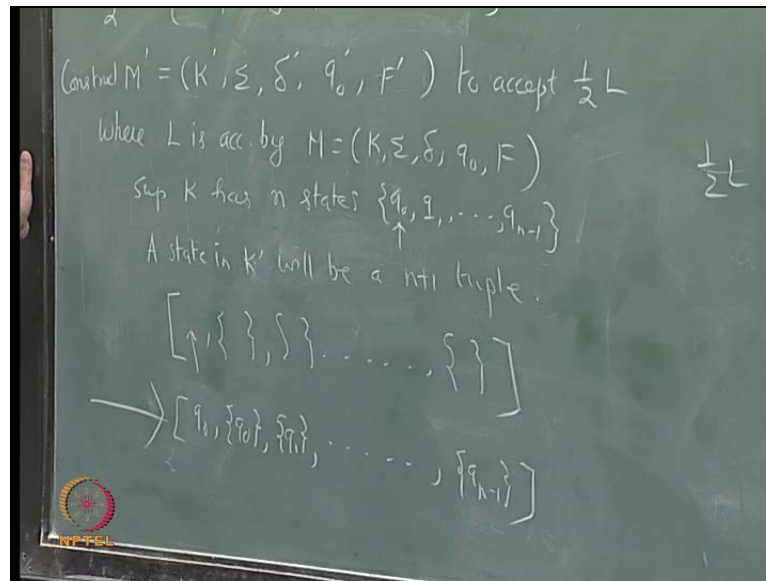 Construct M' = (K', Σ, δ', q₀', F') to accept ½ L
where L is acc. by M = (K, Σ, δ, q₀, F)
½ L
Sup K has n states {q₀, q₁, ..., qₙ₋₁}
↑
A state in K' will be a n+1 tuple.
[↑, { }, { } ......, { }]
→ [q₀, {q₀}, {q₁}, ......, {qₙ₋₁}]
NPTEL